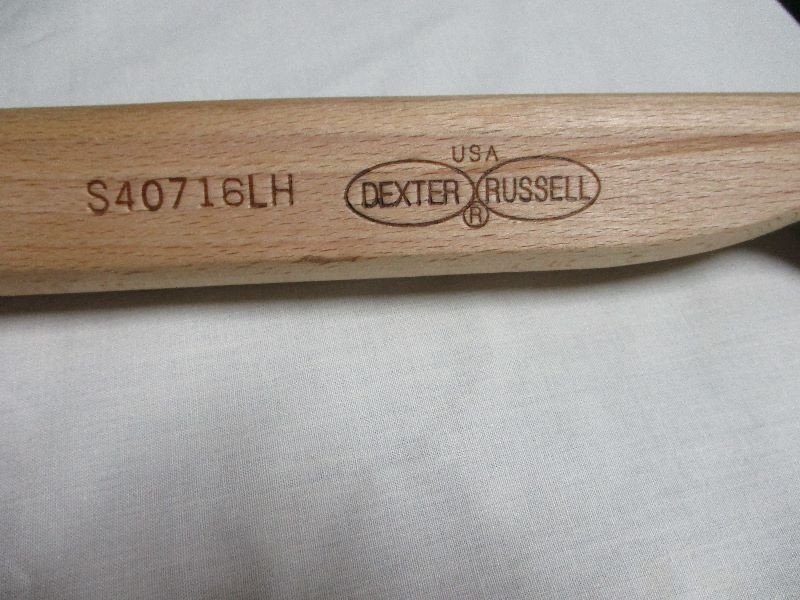 S40716LH
USA
DEXTER RUSSELL
®